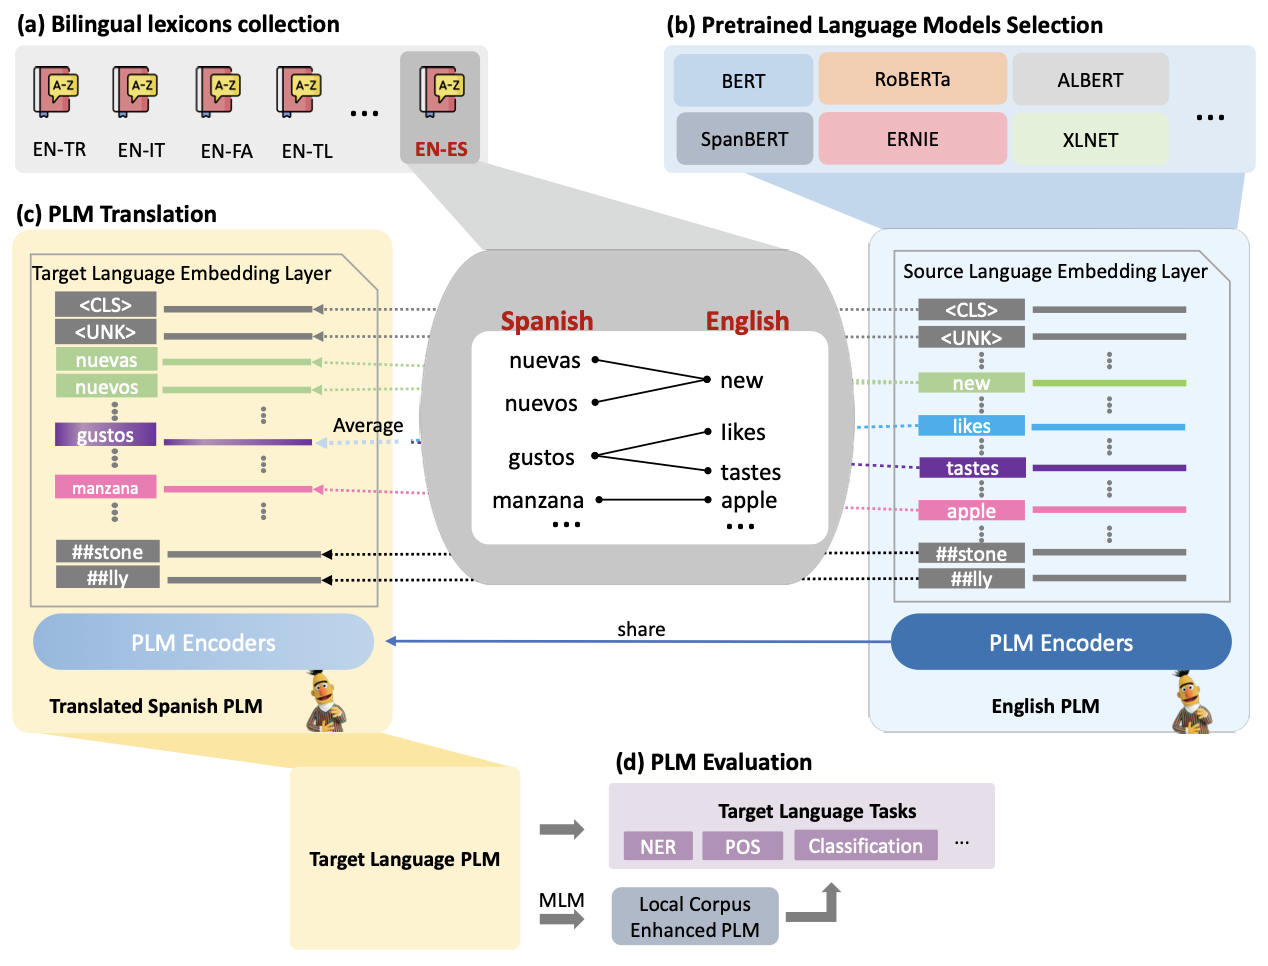 (a) Bilingual lexicons collection
A-Z
A-Z
A-Z
A-Z
...
A-Z
EN-TR
EN-IT
EN-FA
EN-TL
EN-ES
(b) Pretrained Language Models Selection
BERT
RoBERTa
ALBERT
SpanBERT
ERNIE
XLNET
...
(c) PLM Translation
Target Language Embedding Layer
<CLS>
<UNK>
nuevas
nuevos
gustos
manzana
##stone
##lly
Average
PLM Encoders
Translated Spanish PLM
Spanish
English
nuevas
nuevos
gustos
manzana
...
new
likes
tastes
apple
...
share
Source Language Embedding Layer
<CLS>
<UNK>
new
likes
tastes
apple
##stone
##lly
PLM Encoders
English PLM
Target Language PLM
MLM
(d) PLM Evaluation
Target Language Tasks
NER
POS
Classification
...
Local Corpus
Enhanced PLM